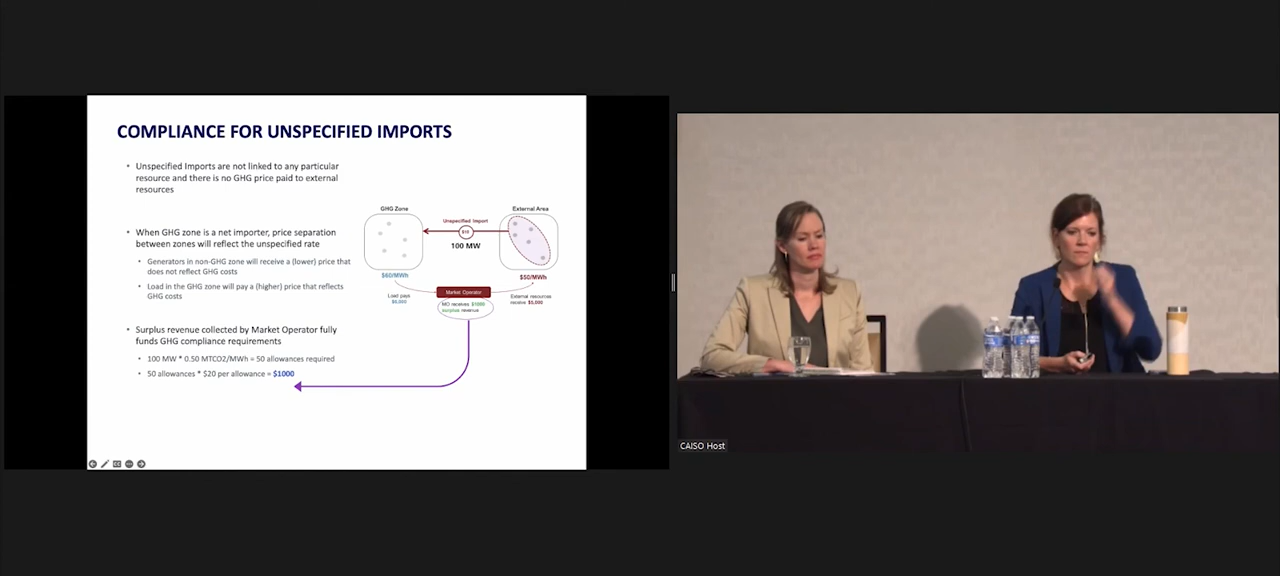 COMPLIANCE FOR UNSPECIFIED IMPORTS
• Unspecified Imports are not linked to any particular
resource and there is no GHG price paid to external
resources
• When GHG zone is a net importer, price separation
between zones will reflect the unspecified rate
• Generators in non-GHG zone will receive a (lower) price that
does not reflect GHG costs
• Load in the GHG zone will pay a (higher) price that reflects
GHG costs
• Surplus revenue collected by Market Operator fully
funds GHG compliance requirements
• 100 MW * 0.50 MTCO2/MWh = 50 allowances required
• 50 allowances * $20 per allowance = $1000
GHG Zone
External Area
Unspecified Import
$10
100 MW
$60/MWh
$50/MWh
Market Operator
Load pays
$6,000
MO receives $1000
surplus revenue
External resources
receive $5,000
CAISO Host